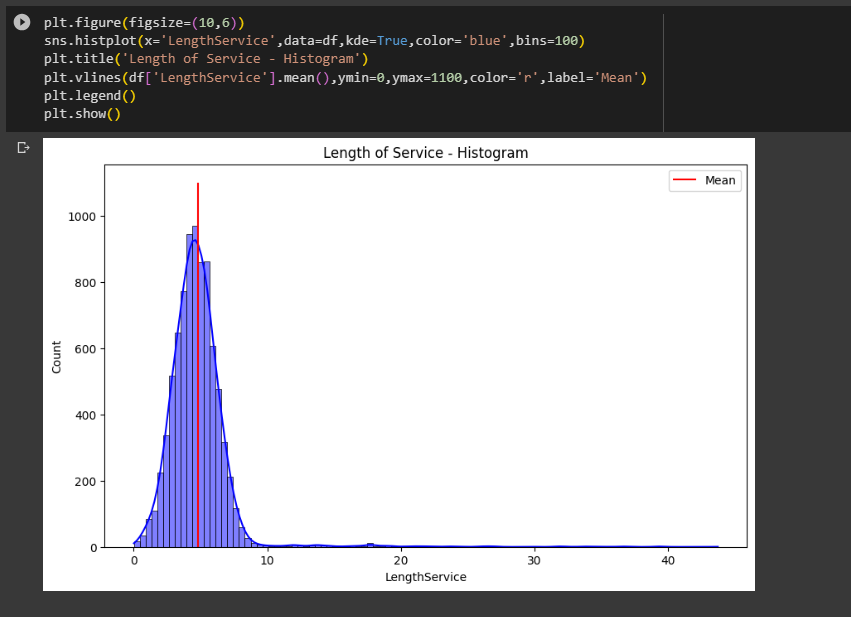 plt.figure(figsize=(10,6))
sns.histplot(x='LengthService',data=df,kde=True,color='blue',bins=100)
plt.title('Length of Service - Histogram')
plt.vlines(df['LengthService'].mean(),ymin=0,ymax=1100,color='r',label='Mean')
plt.legend()
plt.show()
Length of Service - Histogram
Mean
1000
800
600
400
200
0
Count
0 10 20 30 40
LengthService